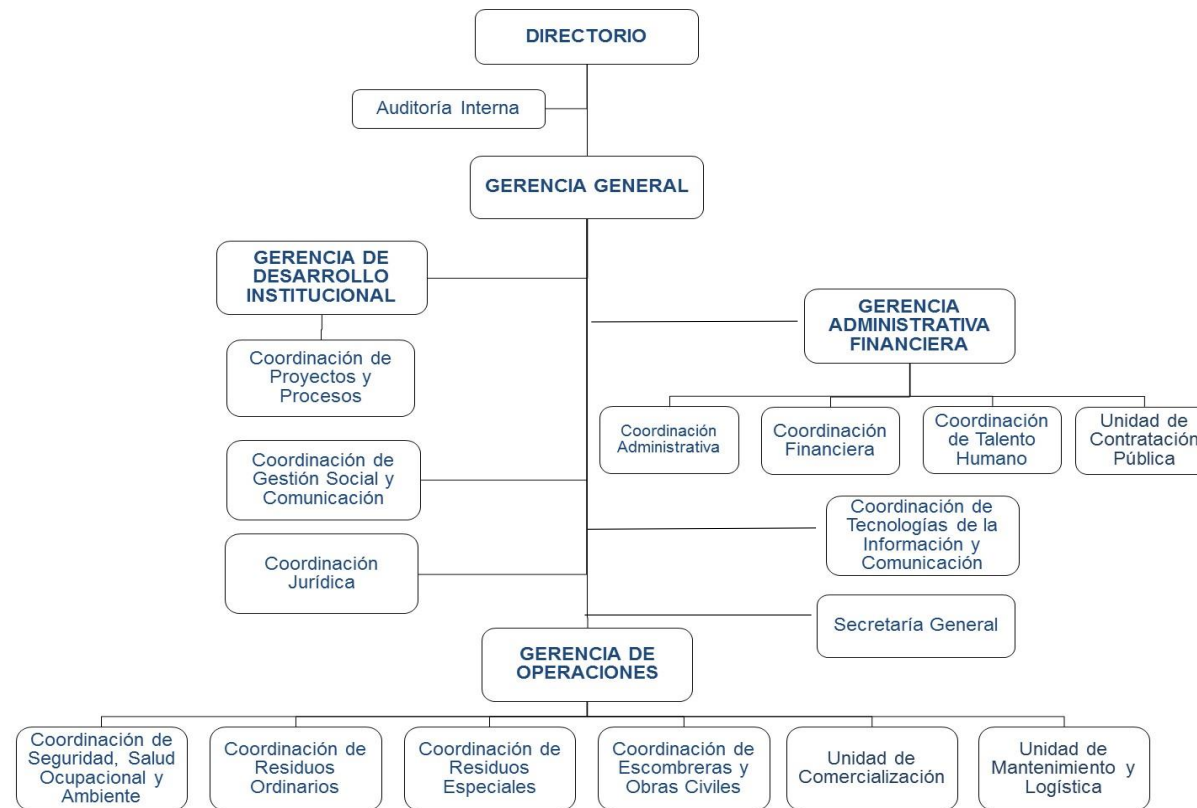 DIRECTORIO
Auditoría Interna
GERENCIA GENERAL
GERENCIA DE
DESARROLLO
INSTITUCIONAL
GERENCIA
ADMINISTRATIVA
FINANCIERA
Coordinación de
Proyectos y
Procesos
Coordinación
Administrativa
Coordinación
Financiera
Coordinación
de Talento
Humano
Unidad de
Contratación
Pública
Coordinación de
Gestión Social y
Comunicación
Coordinación de
Tecnologías de la
Información y
Comunicación
Coordinación
Jurídica
Secretaría General
GERENCIA DE
OPERACIONES
Coordinación de
Seguridad, Salud
Ocupacional y
Ambiente
Coordinación de
Residuos
Ordinarios
Coordinación de
Residuos
Especiales
Coordinación de
Escombreras y
Obras Civiles
Unidad de
Comercialización
Unidad de
Mantenimiento y
Logística